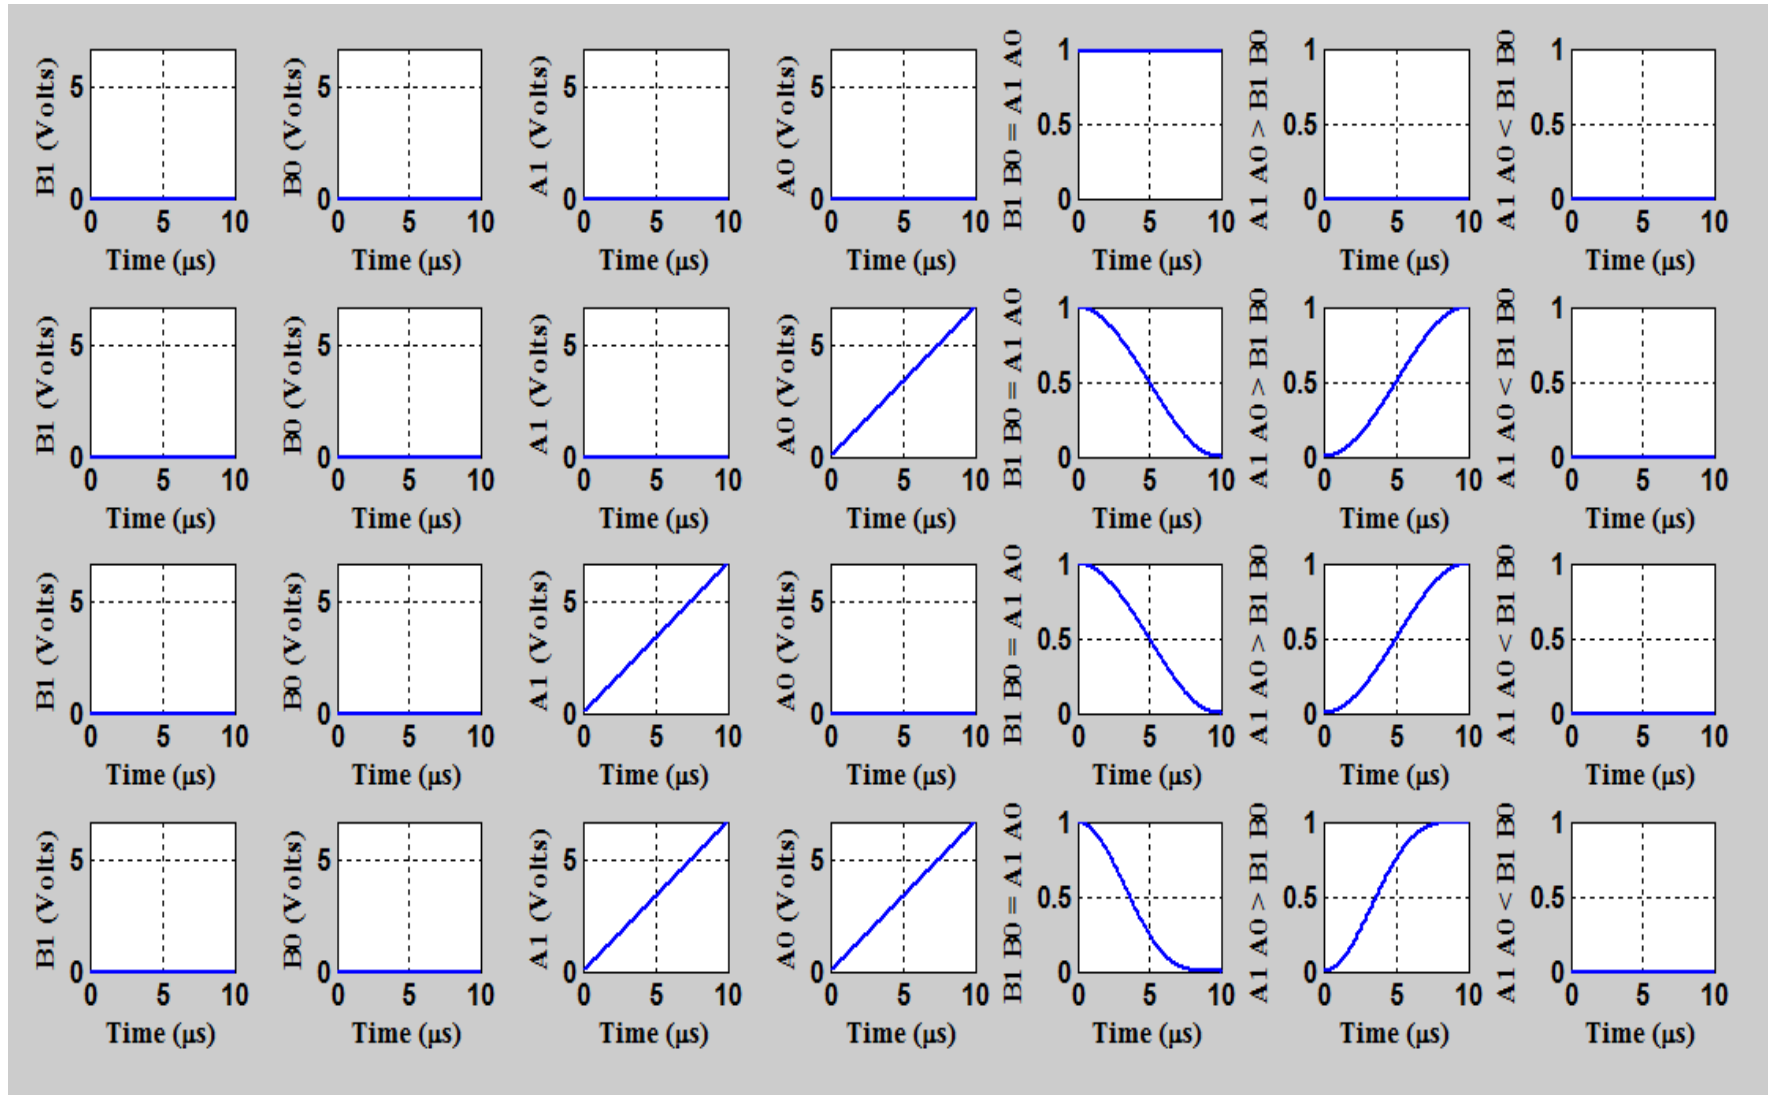 B1 (Volts) 5 0 0 5 10 Time (μs)
B0 (Volts) 5 0 0 5 10 Time (μs)
A1 (Volts) 5 0 0 5 10 Time (μs)
A0 (Volts) 5 0 0 5 10 Time (μs)
B1 B0 = A1 A0 1 0.5 0 0 5 10 Time (μs)
A1 A0 > B1 B0 1 0.5 0 0 5 10 Time (μs)
A1 A0 < B1 B0 1 0.5 0 0 5 10 Time (μs)
B1 (Volts) 5 0 0 5 10 Time (μs)
B0 (Volts) 5 0 0 5 10 Time (μs)
A1 (Volts) 5 0 0 5 10 Time (μs)
A0 (Volts) 5 0 0 5 10 Time (μs)
B1 B0 = A1 A0 1 0.5 0 0 5 10 Time (μs)
A1 A0 > B1 B0 1 0.5 0 0 5 10 Time (μs)
A1 A0 < B1 B0 1 0.5 0 0 5 10 Time (μs)
B1 (Volts) 5 0 0 5 10 Time (μs)
B0 (Volts) 5 0 0 5 10 Time (μs)
A1 (Volts) 5 0 0 5 10 Time (μs)
A0 (Volts) 5 0 0 5 10 Time (μs)
B1 B0 = A1 A0 1 0.5 0 0 5 10 Time (μs)
A1 A0 > B1 B0 1 0.5 0 0 5 10 Time (μs)
A1 A0 < B1 B0 1 0.5 0 0 5 10 Time (μs)
B1 (Volts) 5 0 0 5 10 Time (μs)
B0 (Volts) 5 0 0 5 10 Time (μs)
A1 (Volts) 5 0 0 5 10 Time (μs)
A0 (Volts) 5 0 0 5 10 Time (μs)
B1 B0 = A1 A0 1 0.5 0 0 5 10 Time (μs)
A1 A0 > B1 B0 1 0.5 0 0 5 10 Time (μs)
A1 A0 < B1 B0 1 0.5 0 0 5 10 Time (μs)